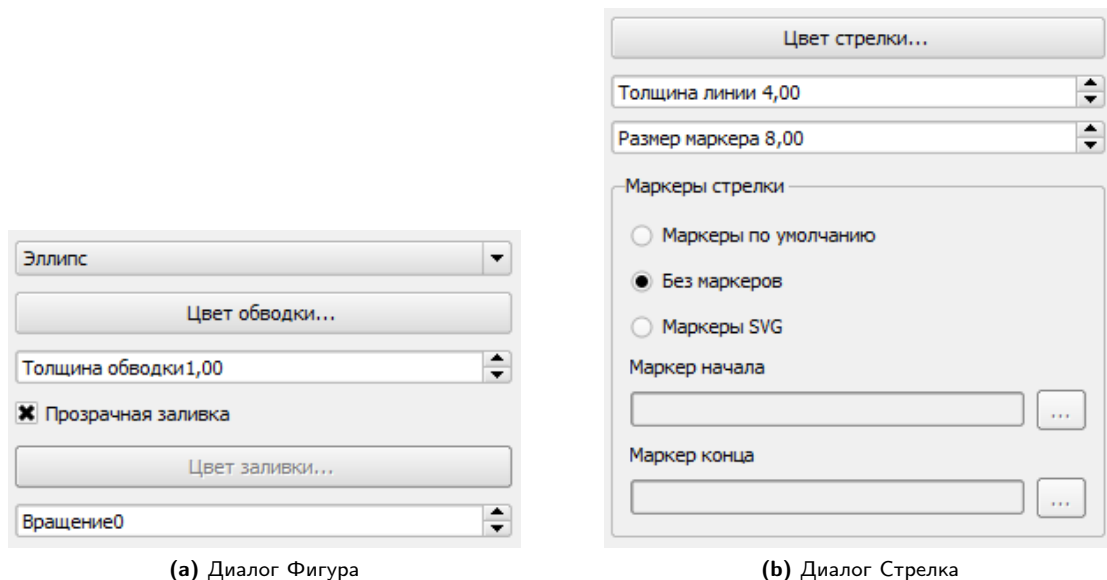 Эллипс
Цвет обводки...
Толщина обводки1,00
Прозрачная заливка
Цвет заливки...
Вращение0
(a) Диалог Фигура
Цвет стрелки...
Толщина линии 4,00
Размер маркера 8,00
Маркеры стрелки
Маркеры по умолчанию
Без маркеров
Маркеры SVG
Маркер начала
...
Маркер конца
...
(b) Диалог Стрелка